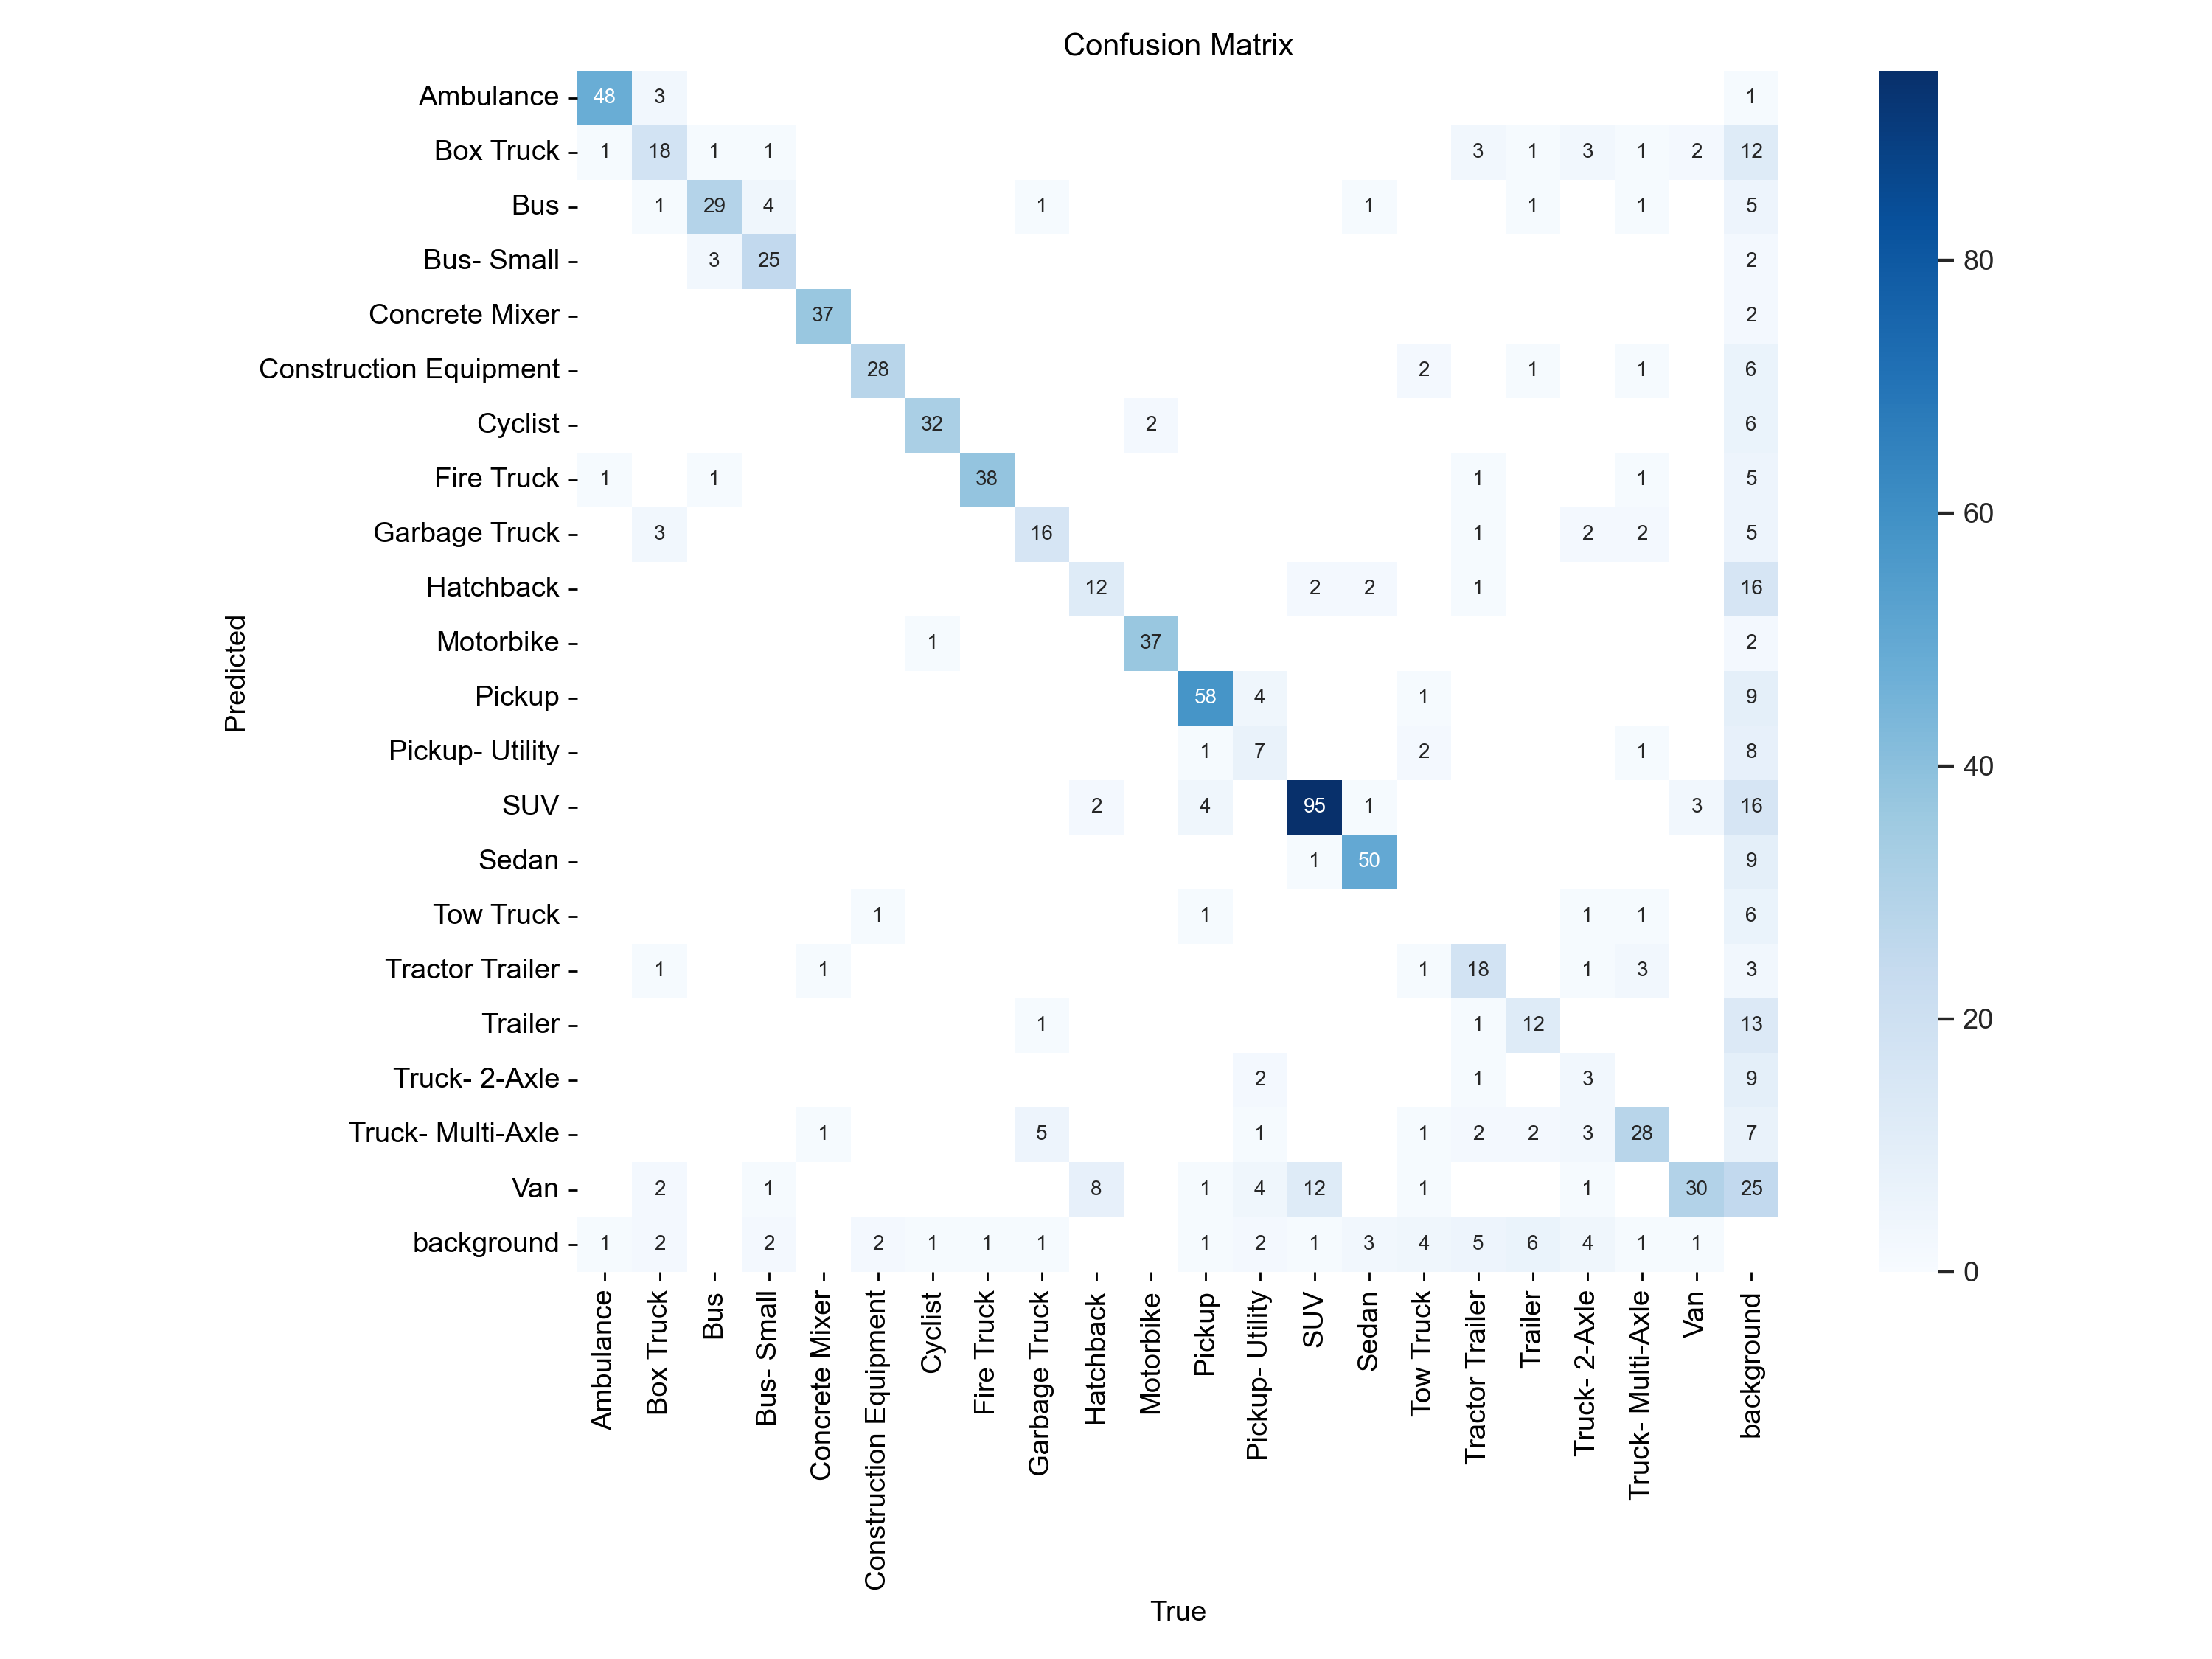 Confusion Matrix
Ambulance 48 3 1
Box Truck 1 18 1 1 3 1 3 1 2 12
Bus 1 29 4 1 1 1 1 5
Bus- Small 3 25 2
Concrete Mixer 37 2
Construction Equipment 28 2 1 1 6
Cyclist 32 2 6
Fire Truck 1 1 38 1 1 5
Garbage Truck 3 16 1 2 2 5
Hatchback 12 2 2 1 16
Motorbike 1 37 2
Pickup 58 4 1 9
Pickup- Utility 1 7 2 1 8
SUV 2 4 95 1 3 16
Sedan 1 50 9
Tow Truck 1 1 1 1 6
Tractor Trailer 1 1 1 18 1 3 3
Trailer 1 1 12 13
Truck- 2-Axle 2 1 3 9
Truck- Multi-Axle 1 5 1 1 2 2 3 28 7
Van 2 1 8 1 4 12 1 1 30 25
background 1 2 2 2 1 1 1 1 2 1 3 4 5 6 4 1 1
Predicted
Ambulance
Box Truck
Bus
Bus- Small
Concrete Mixer
Construction Equipment
Cyclist
Fire Truck
Garbage Truck
Hatchback
Motorbike
Pickup
Pickup- Utility
SUV
Sedan
Tow Truck
Tractor Trailer
Trailer
Truck- 2-Axle
Truck- Multi-Axle
Van
background
True
80
60
40
20
0